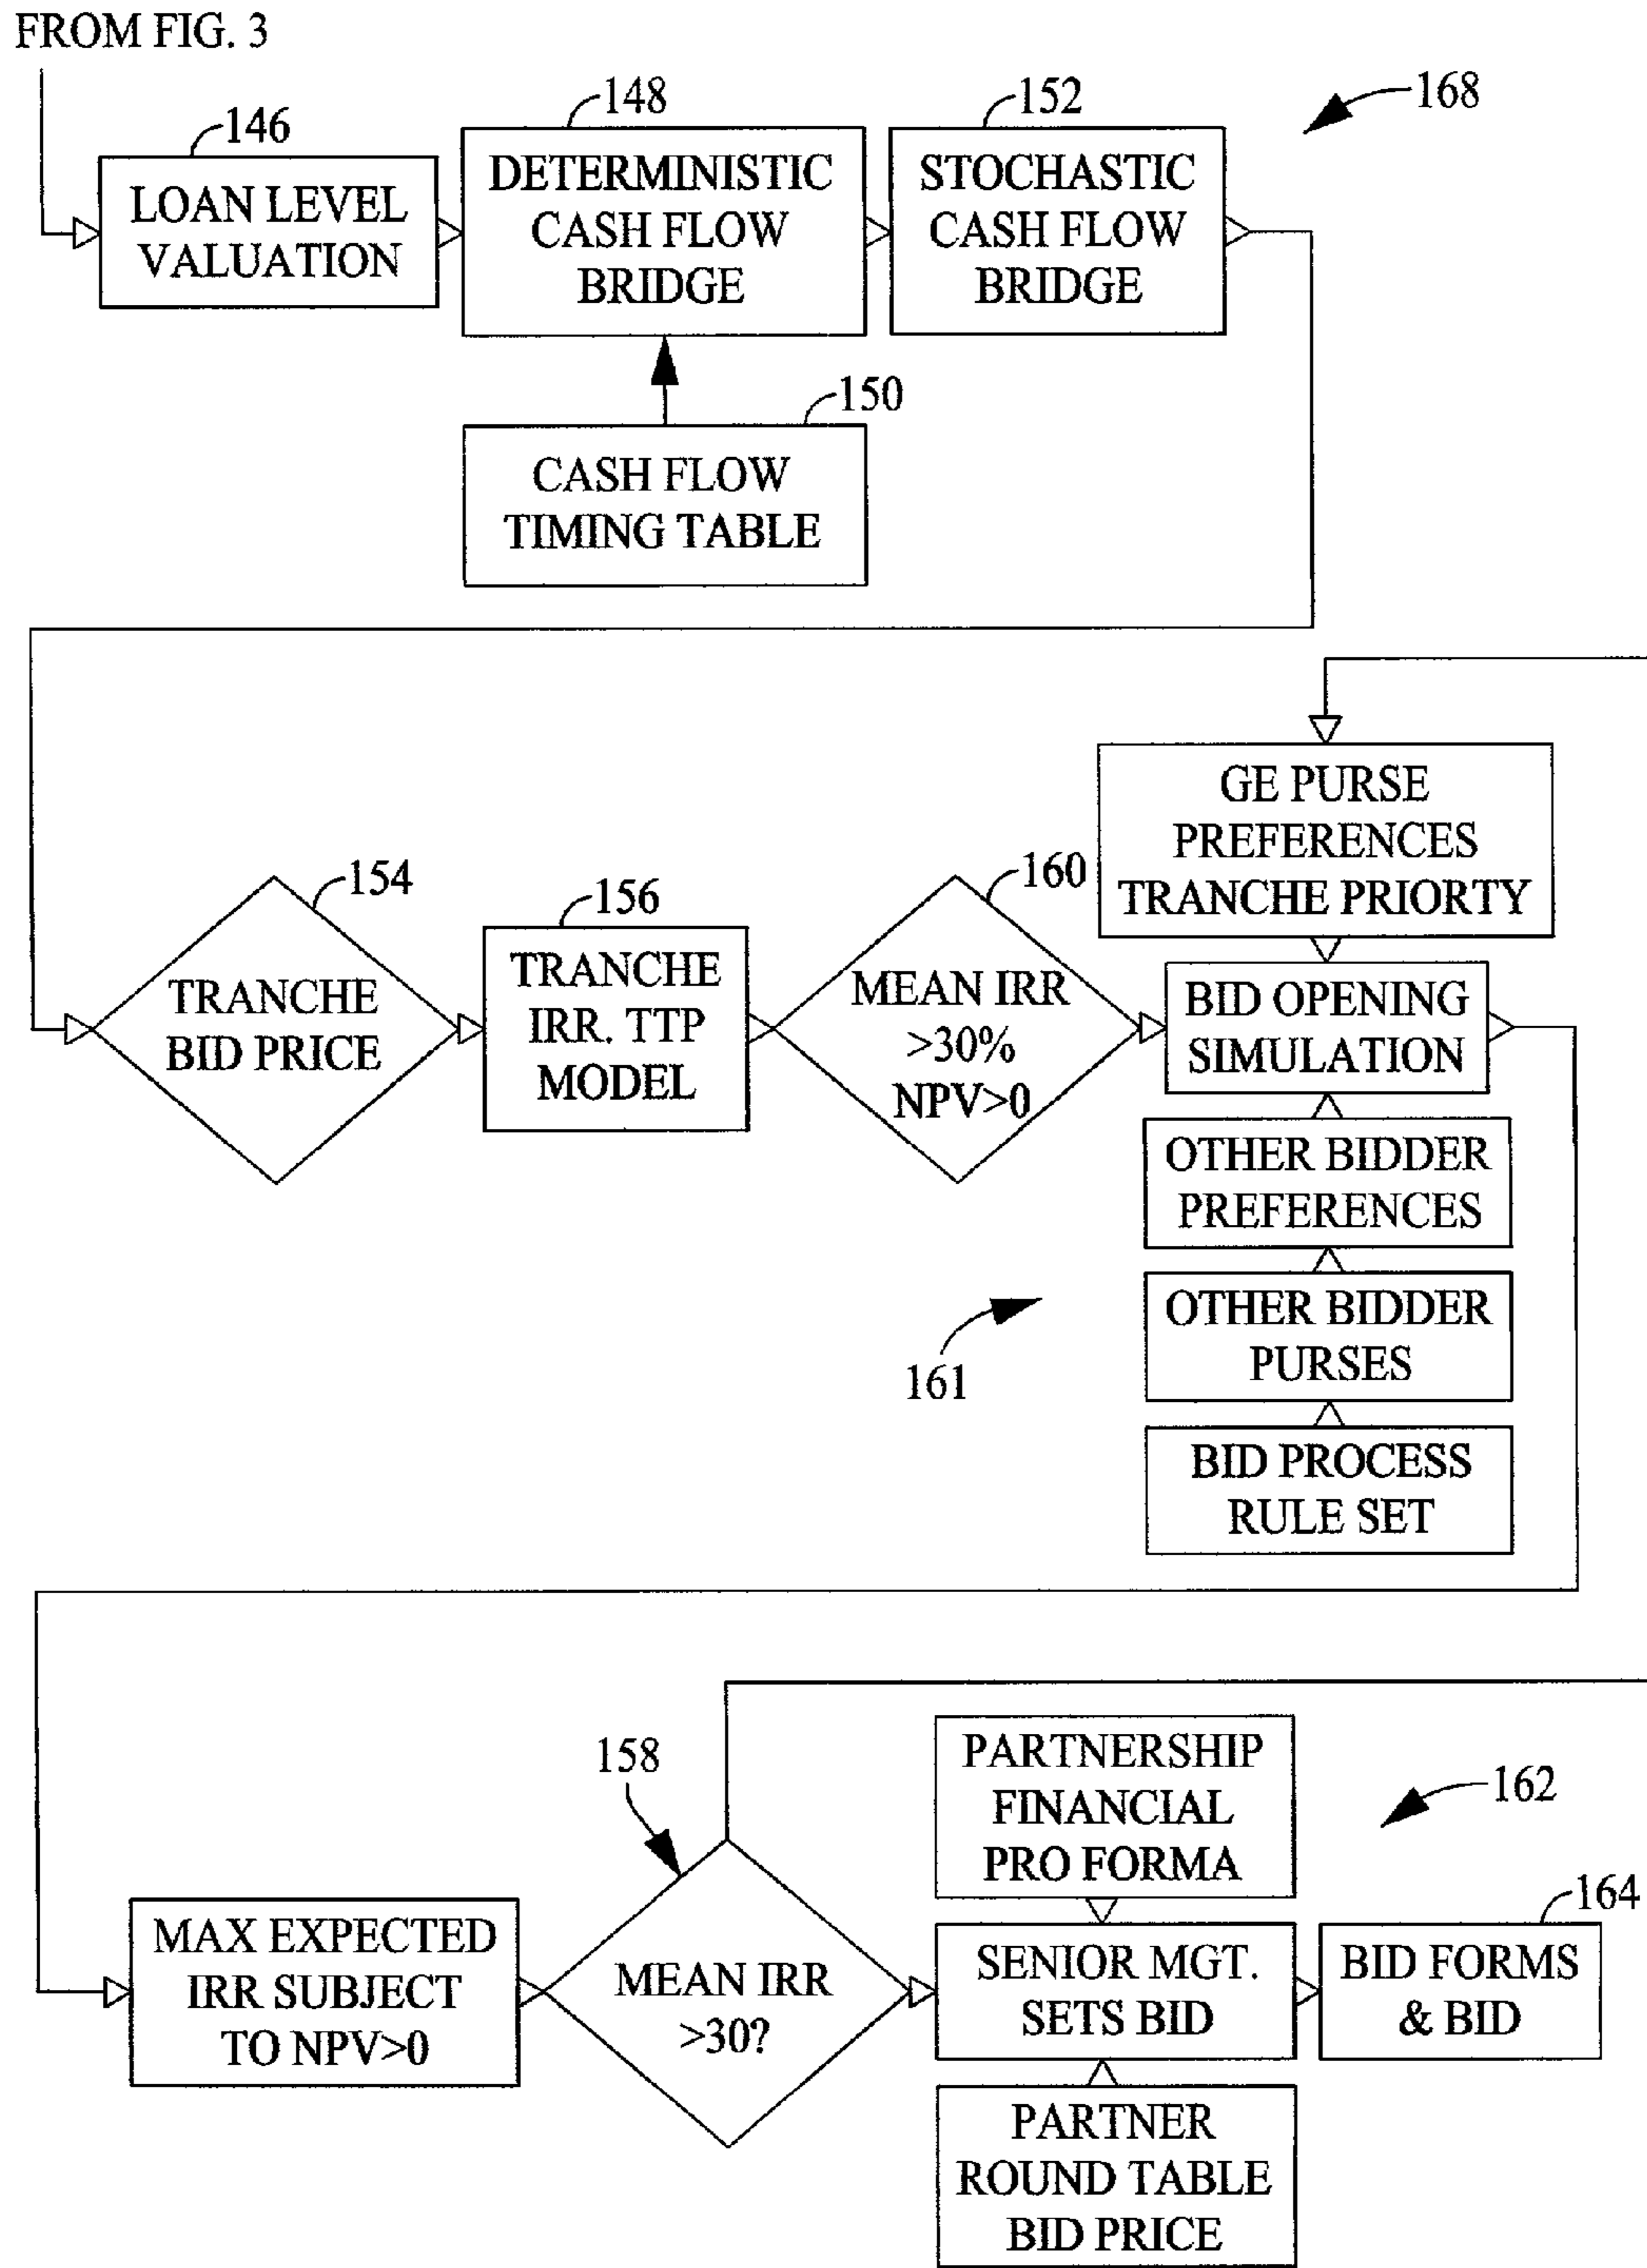 FROM FIG. 3
146
148
152
168
LOAN LEVEL
VALUATION
DETERMINISTIC
CASH FLOW
BRIDGE
STOCHASTIC
CASH FLOW
BRIDGE
150
CASH FLOW
TIMING TABLE
154
TRANCHE
BID PRICE
156
TRANCHE
IRR. TTP
MODEL
160
MEAN IRR
>30%
NPV>0
GE PURSE
PREFERENCES
TRANCHE PRIORTY
BID OPENING
SIMULATION
OTHER BIDDER
PREFERENCES
OTHER BIDDER
PURSES
BID PROCESS
RULE SET
161
MAX EXPECTED
IRR SUBJECT
TO NPV>0
158
MEAN IRR
>30?
PARTNERSHIP
FINANCIAL
PRO FORMA
162
SENIOR MGT.
SETS BID
164
BID FORMS
& BID
PARTNER
ROUND TABLE
BID PRICE